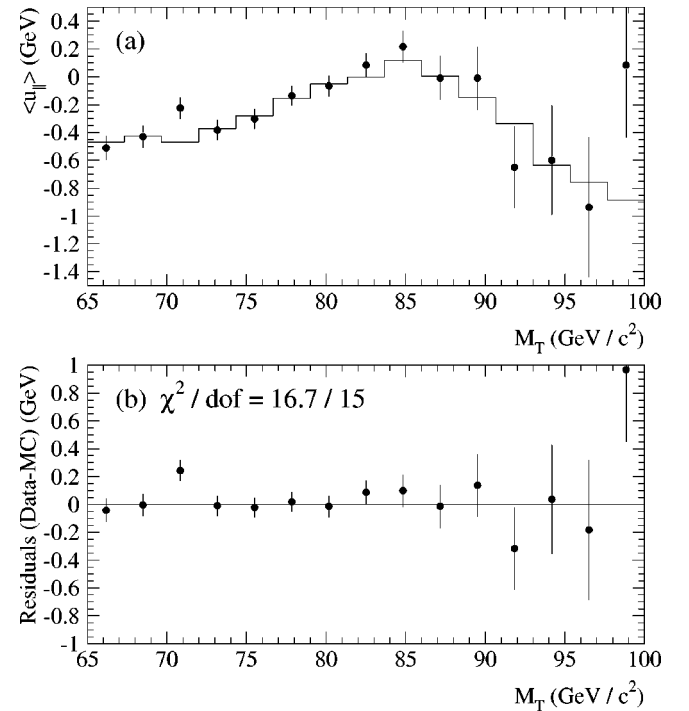 <u||> (GeV)
(a)
0.4
0.2
0
-0.2
-0.4
-0.6
-0.8
-1
-1.2
-1.4
65 70 75 80 85 90 95 100
M_T (GeV / c²)
Residuals (Data-MC) (GeV)
(b) χ² / dof = 16.7 / 15
1
0.8
0.6
0.4
0.2
0
-0.2
-0.4
-0.6
-0.8
-1
65 70 75 80 85 90 95 100
M_T (GeV / c²)